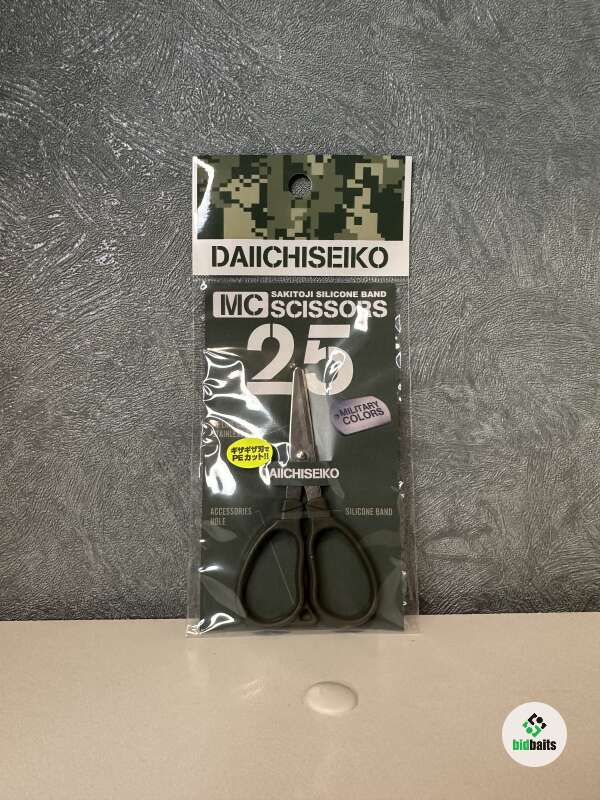 DAIICHISEIKO
SAKITOJI SILICONE BAND
MC SCISSORS
25
MILITARY
COLORS
ギザギザ刃で
PEカット!!
DAIICHISEIKO
ACCESSORIES
HOLE
SILICONE BAND
bidbaits